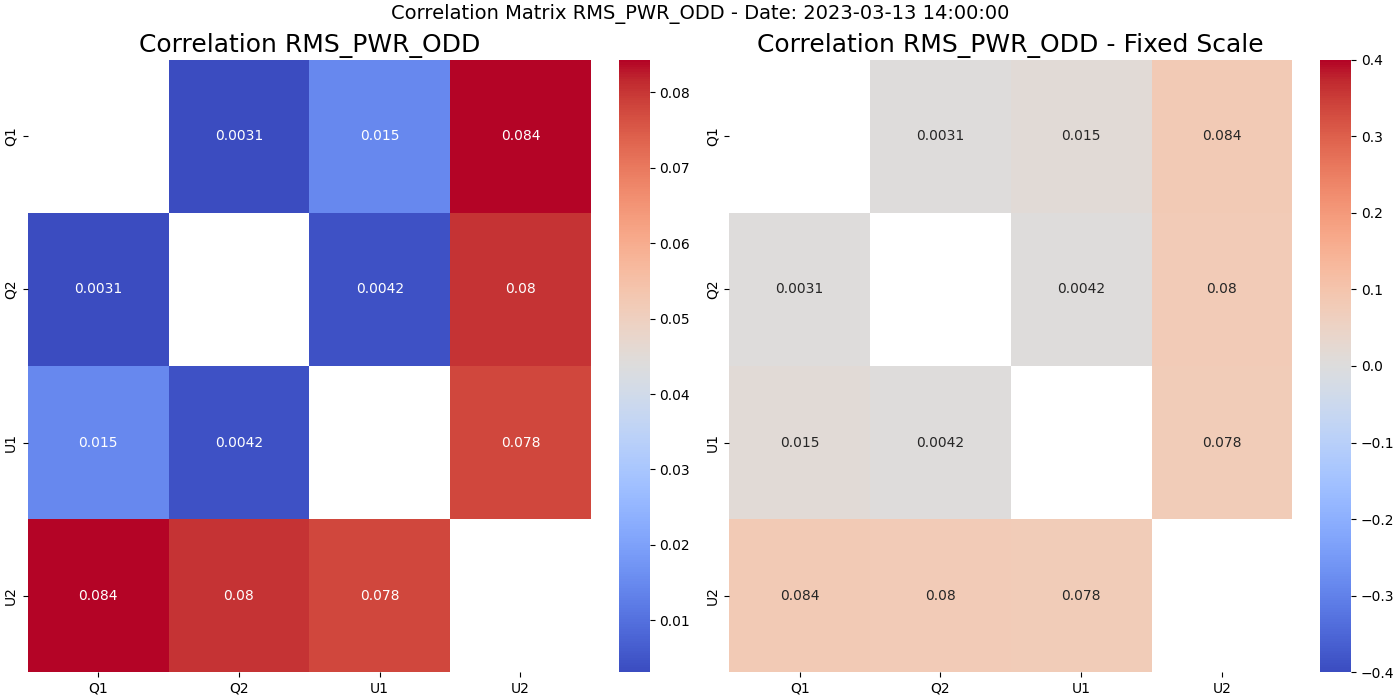 Correlation Matrix RMS_PWR_ODD - Date: 2023-03-13 14:00:00
Correlation RMS_PWR_ODD
Q1
0.0031
0.015
0.084
Q2
0.0031
0.0042
0.08
U1
0.015
0.0042
0.078
U2
0.084
0.08
0.078
Q1
Q2
U1
U2
0.08
0.07
0.06
0.05
0.04
0.03
0.02
0.01
Correlation RMS_PWR_ODD - Fixed Scale
Q1
0.0031
0.015
0.084
Q2
0.0031
0.0042
0.08
U1
0.015
0.0042
0.078
U2
0.084
0.08
0.078
Q1
Q2
U1
U2
0.4
0.3
0.2
0.1
0.0
−0.1
−0.2
−0.3
−0.4